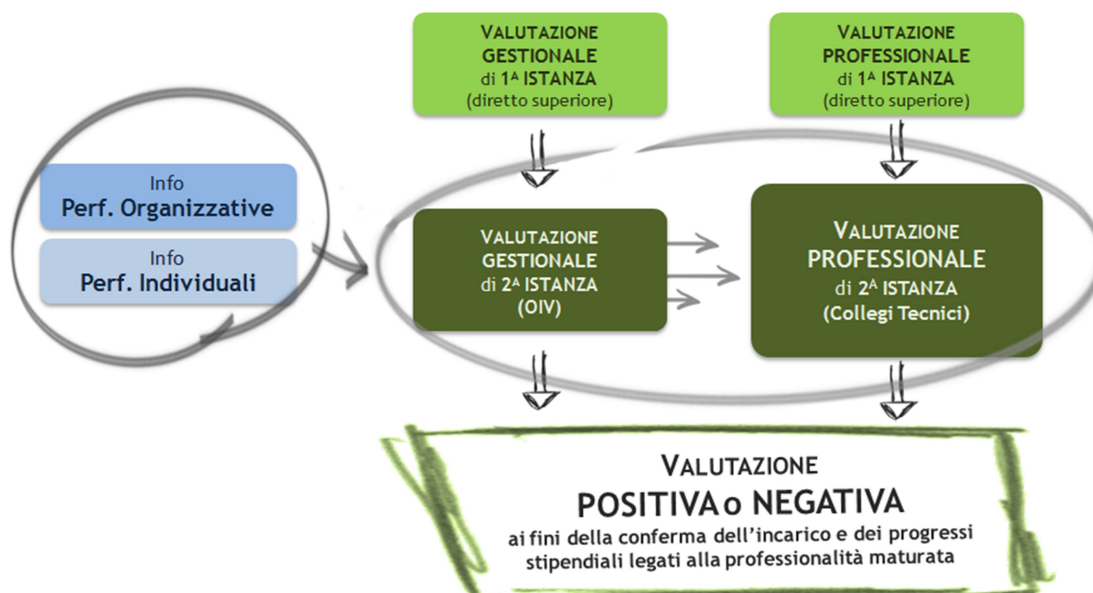 VALUTAZIONE
GESTIONALE
di 1ᴬ ISTANZA
(diretto superiore)
VALUTAZIONE
PROFESSIONALE
di 1ᴬ ISTANZA
(diretto superiore)
Info
Perf. Organizzative
Info
Perf. Individuali
VALUTAZIONE
GESTIONALE
di 2ᴬ ISTANZA
(OIV)
VALUTAZIONE
PROFESSIONALE
di 2ᴬ ISTANZA
(Collegi Tecnici)
VALUTAZIONE
POSITIVA o NEGATIVA
ai fini della conferma dell'incarico e dei progressi
stipendiali legati alla professionalità maturata